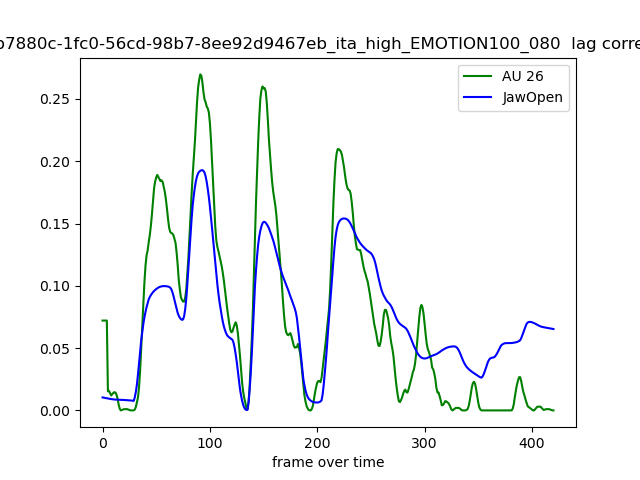 b7880c-1fc0-56cd-98b7-8ee92d9467eb_ita_high_EMOTION100_080 lag corre
AU 26
JawOpen
0.25
0.20
0.15
0.10
0.05
0.00
0 100 200 300 400
frame over time